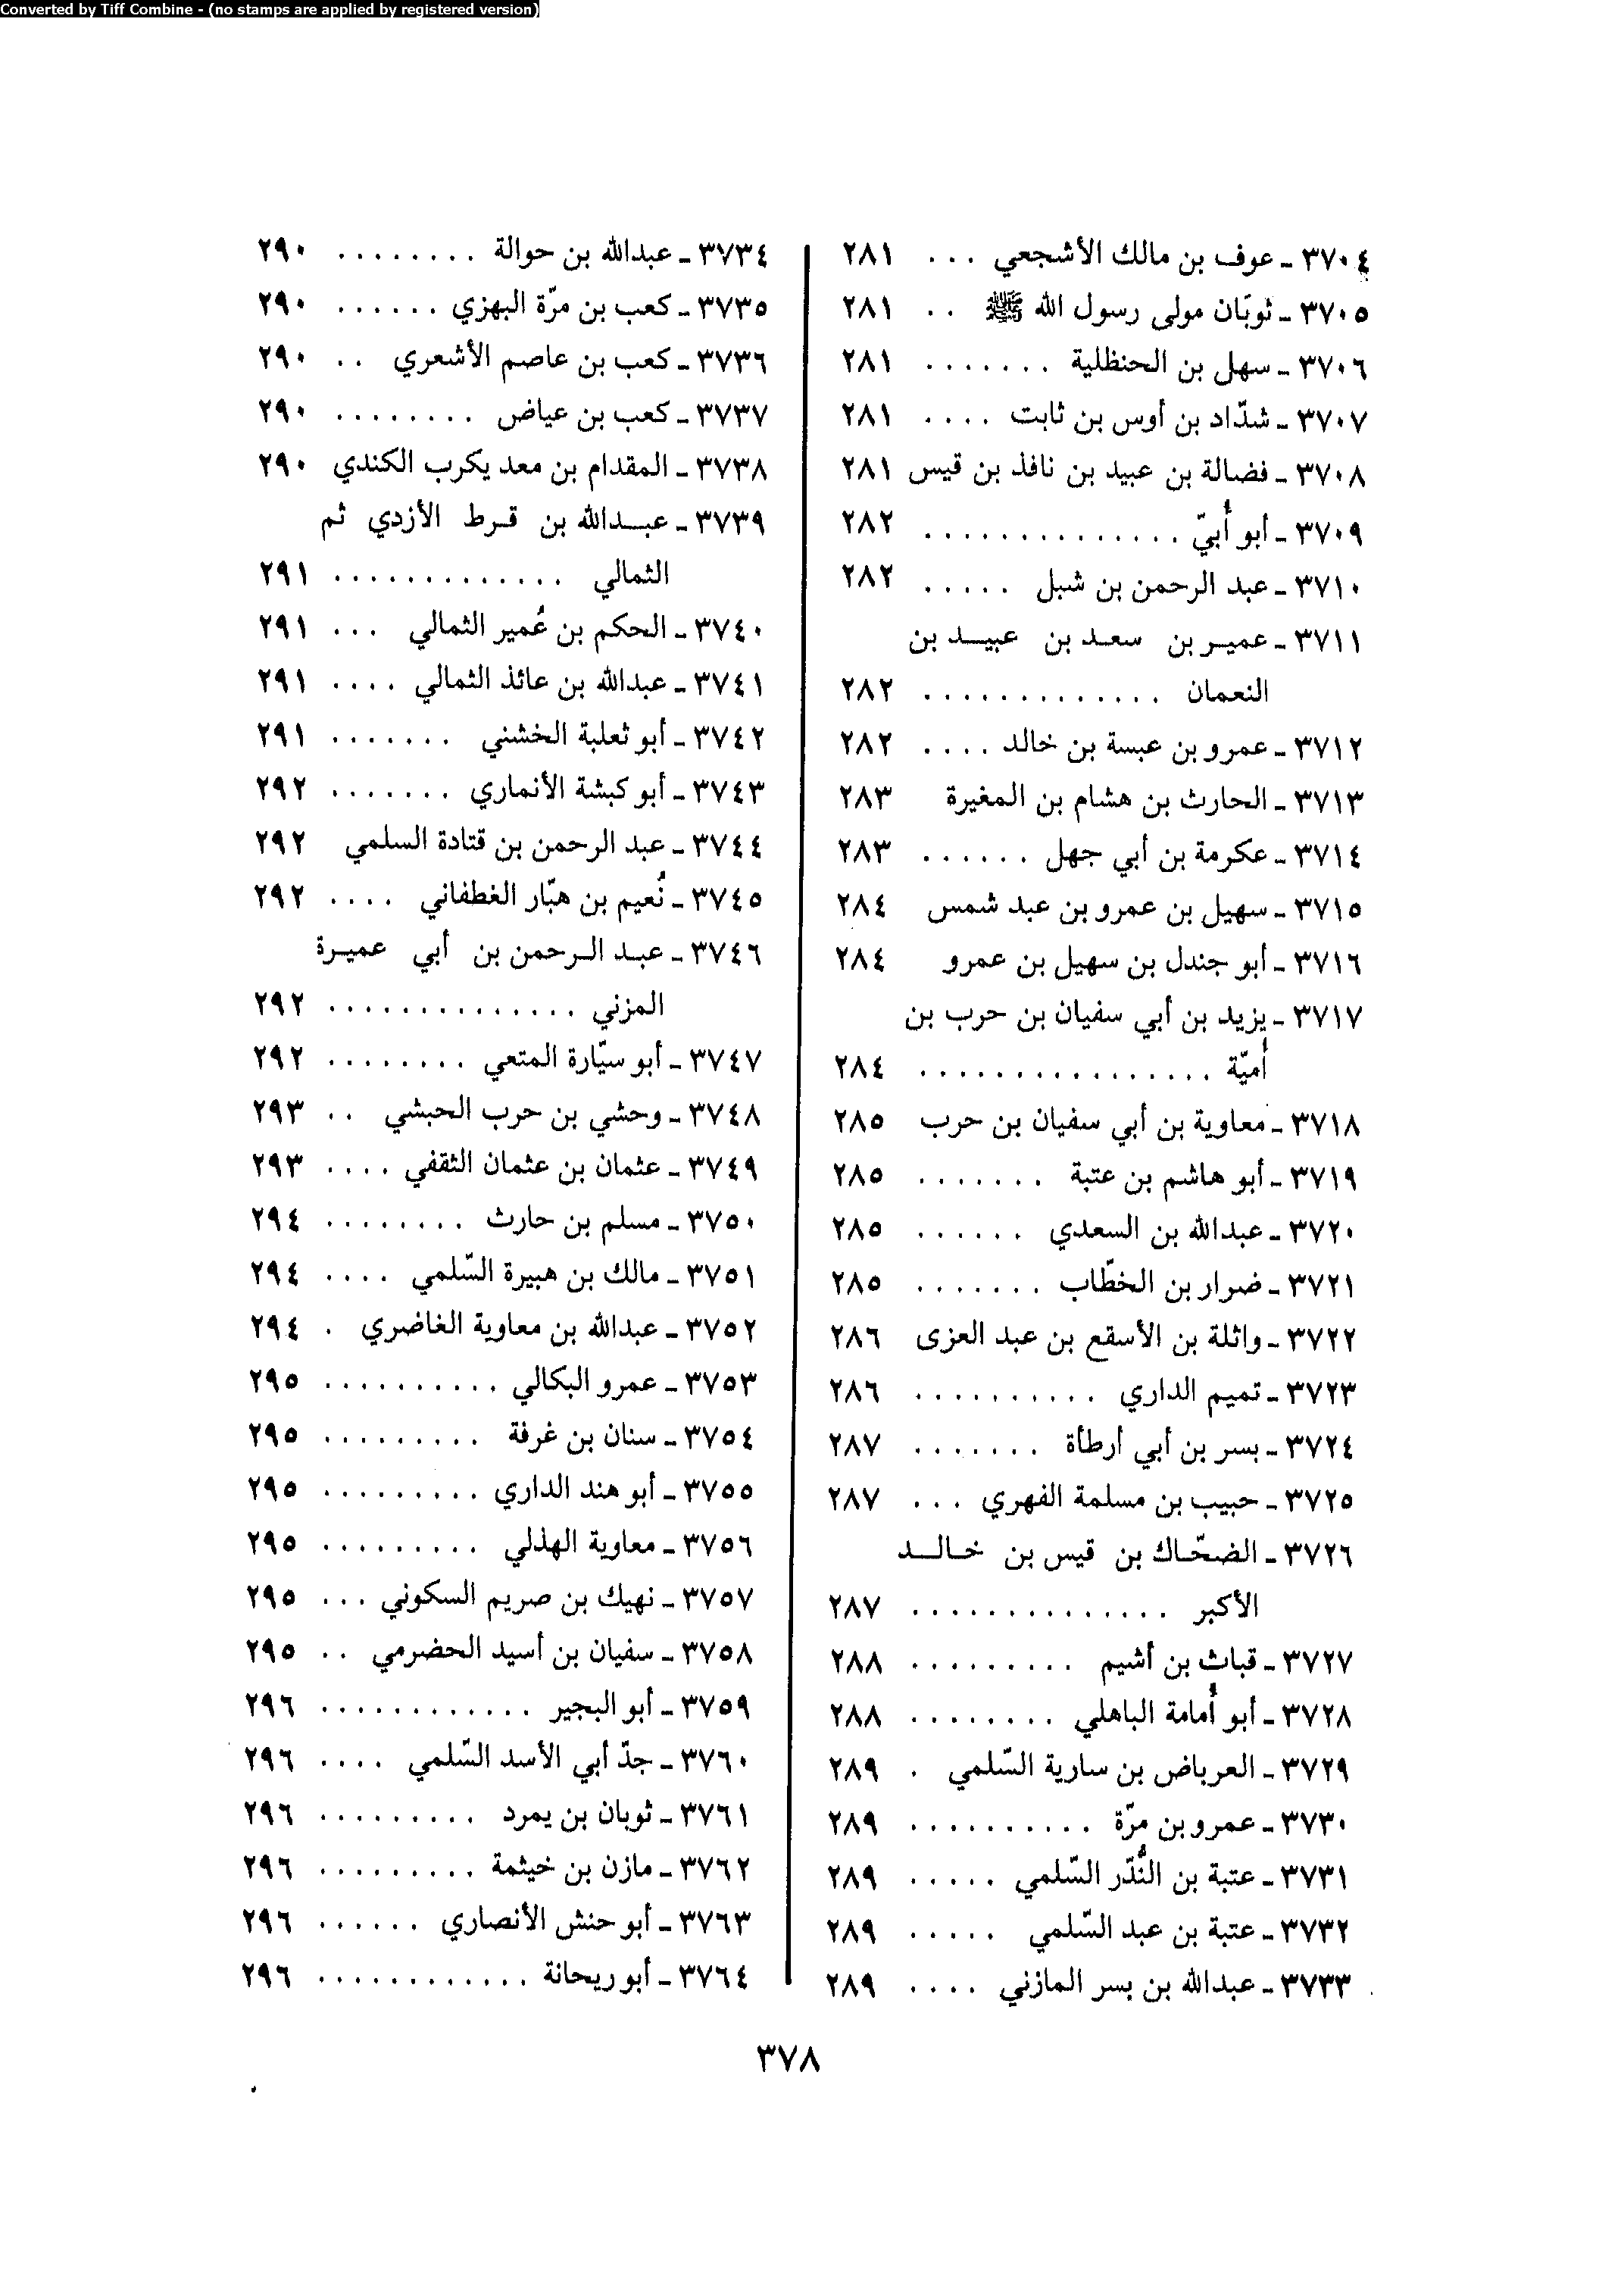 Converted by Tiff Combine - (no stamps are applied by registered version)
٣٧٠٤ - عوف بن مالك الأشجعي ... ٢٨١
٣٧٠٥ - ثوبَان مولى رسول الله ﷺ .. ٢٨١
٣٧٠٦ - سهل بن الحنظلية ....... ٢٨١
٣٧٠٧ - شدّاد بن أوس بن ثابت .... ٢٨١
٣٧٠٨ - فضالة بن عبيد بن نافذ بن قيس ٢٨١
٣٧٠٩ - أبو أُبيّ .............. ٢٨٢
٣٧١٠ - عبد الرحمن بن شبل ..... ٢٨٢
٣٧١١ - عمير بن سعد بن عبيد بن
النعمان ............. ٢٨٢
٣٧١٢ - عمرو بن عبسة بن خالد .... ٢٨٢
٣٧١٣ - الحارث بن هشام بن المغيرة ٢٨٣
٣٧١٤ - عكرمة بن أبي جهل ...... ٢٨٣
٣٧١٥ - سهيل بن عمرو بن عبد شمس ٢٨٤
٣٧١٦ - أبو جندل بن سهيل بن عمرو ٢٨٤
٣٧١٧ - يزيد بن أبي سفيان بن حرب بن
أُميّة ................ ٢٨٤
٣٧١٨ - معاوية بن أبي سفيان بن حرب ٢٨٥
٣٧١٩ - أبو هاشم بن عتبة ....... ٢٨٥
٣٧٢٠ - عبدالله بن السعدي ...... ٢٨٥
٣٧٢١ - ضرار بن الخطّاب ....... ٢٨٥
٣٧٢٢ - واثلة بن الأسقع بن عبد العزى ٢٨٦
٣٧٢٣ - تميم الداري .......... ٢٨٦
٣٧٢٤ - بسر بن أبي أرطأة ....... ٢٨٧
٣٧٢٥ - حبيب بن مسلمة الفهري ... ٢٨٧
٣٧٢٦ - الضحّاك بن قيس بن خالد
الأكبر .............. ٢٨٧
٣٧٢٧ - قباث بن أشيم ......... ٢٨٨
٣٧٢٨ - أبو أُمامة الباهلي ........ ٢٨٨
٣٧٢٩ - العرباض بن سارية السّلمي . ٢٨٩
٣٧٣٠ - عمرو بن مرّة .......... ٢٨٩
٣٧٣١ - عتبة بن النُّدّر السّلمي ..... ٢٨٩
٣٧٣٢ - عتبة بن عبد السّلمي ..... ٢٨٩
٣٧٣٣ - عبدالله بن بسر المازني .... ٢٨٩
٣٧٣٤ - عبدالله بن حوالة ........ ٢٩٠
٣٧٣٥ - كعب بن مرّة البهزي ...... ٢٩٠
٣٧٣٦ - كعب بن عاصم الأشعري .. ٢٩٠
٣٧٣٧ - كعب بن عياض ........ ٢٩٠
٣٧٣٨ - المقدام بن معد يكرب الكندي ٢٩٠
٣٧٣٩ - عبدالله بن قرط الأزدي ثم
الثمالي ............. ٢٩١
٣٧٤٠ - الحكم بن عُمير الثمالي ... ٢٩١
٣٧٤١ - عبدالله بن عائذ الثمالي .... ٢٩١
٣٧٤٢ - أبو ثعلبة الخشني ....... ٢٩١
٣٧٤٣ - أبو كبشة الأنماري ....... ٢٩٢
٣٧٤٤ - عبد الرحمن بن قتادة السلمي ٢٩٢
٣٧٤٥ - نُعيم بن هبّار الغطفاني .... ٢٩٢
٣٧٤٦ - عبد الرحمن بن أبي عميرة
المزني .............. ٢٩٢
٣٧٤٧ - أبو سيّارة المتعي ........ ٢٩٢
٣٧٤٨ - وحشي بن حرب الحبشي .. ٢٩٣
٣٧٤٩ - عثمان بن عثمان الثقفي .... ٢٩٣
٣٧٥٠ - مسلم بن حارث ........ ٢٩٤
٣٧٥١ - مالك بن هبيرة السّلمي .... ٢٩٤
٣٧٥٢ - عبدالله بن معاوية الغاضري . ٢٩٤
٣٧٥٣ - عمرو البكالي .......... ٢٩٥
٣٧٥٤ - سنان بن غرفة ......... ٢٩٥
٣٧٥٥ - أبو هند الداري ......... ٢٩٥
٣٧٥٦ - معاوية الهذلي ......... ٢٩٥
٣٧٥٧ - نهيك بن صريم السكوني ... ٢٩٥
٣٧٥٨ - سفيان بن أسيد الحضرمي .. ٢٩٥
٣٧٥٩ - أبو البجير ............ ٢٩٦
٣٧٦٠ - جدّ أبي الأسد السّلمي .... ٢٩٦
٣٧٦١ - ثوبان بن يمرد ......... ٢٩٦
٣٧٦٢ - مازن بن خيثمة ......... ٢٩٦
٣٧٦٣ - أبو حنش الأنصاري ...... ٢٩٦
٣٧٦٤ - أبو ريحانة ............ ٢٩٦
٣٧٨